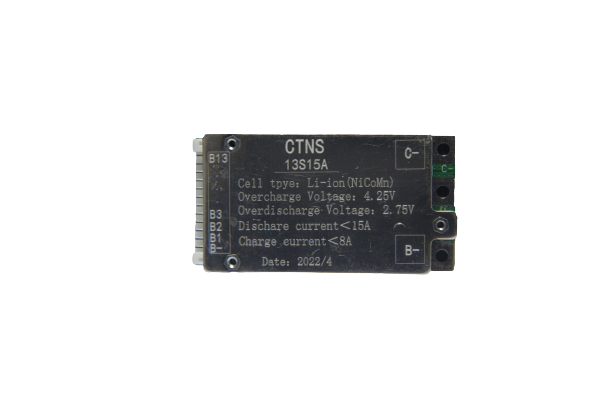 CTNS
13S15A
Cell tpye: Li-ion(NiCoMn)
Overcharge Voltage: 4.25V
Overdischarge Voltage: 2.75V
Dischare current<15A
Charge current<8A
Date: 2022/4
B13
B3
B2
B1
B-
C-
B-
C-